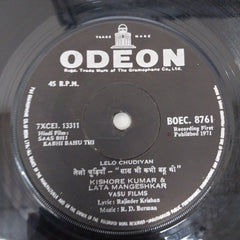 TRADE MARK
ODEON
Regd. Trade Mark of The Gramophone Co. Ltd.
45 R.P.M.
7XCEI. 13311
Hindi Film :
SAAS BHI
KABHI BAHU THI
BOEC. 8761
Recording First
Published 1971
LELO CHUDIYAN
लेलो चूड़ियाँ - "सास भी कभी बहू थी"
KISHORE KUMAR &
LATA MANGESHKAR
VASU FILMS
Lyric : Rajinder Krishan
Music : R. D. Burman